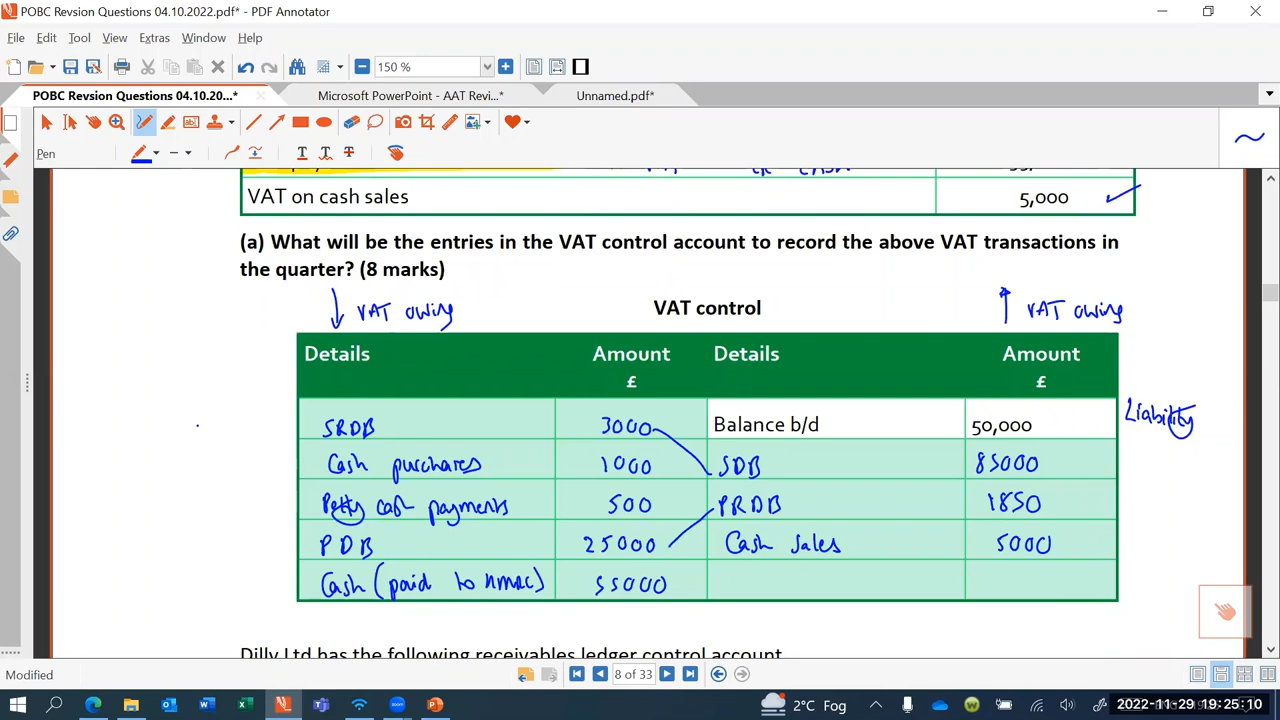 POBC Revsion Questions 04.10.2022.pdf* - PDF Annotator
File Edit Tool View Extras Window Help
150 %
POBC Revsion Questions 04.10.20...* Microsoft PowerPoint - AAT Revi...* Unnamed.pdf*
Pen
VAT on cash sales 5,000
(a) What will be the entries in the VAT control account to record the above VAT transactions in
the quarter? (8 marks)
↓ VAT owing VAT control ↑ VAT owing
Details Amount Details Amount
£ £
SRDB 3000 Balance b/d 50,000 Liability
Cash purchases 1000 SDB 85000
Petty cash payments 500 PRDB 1850
PDB 25000 Cash sales 5000
Cash (paid to HMRC) 55000
Dilly Ltd has the following receivables ledger control account
Modified 8 of 33
2°C Fog 2022-11-29 19:25:10